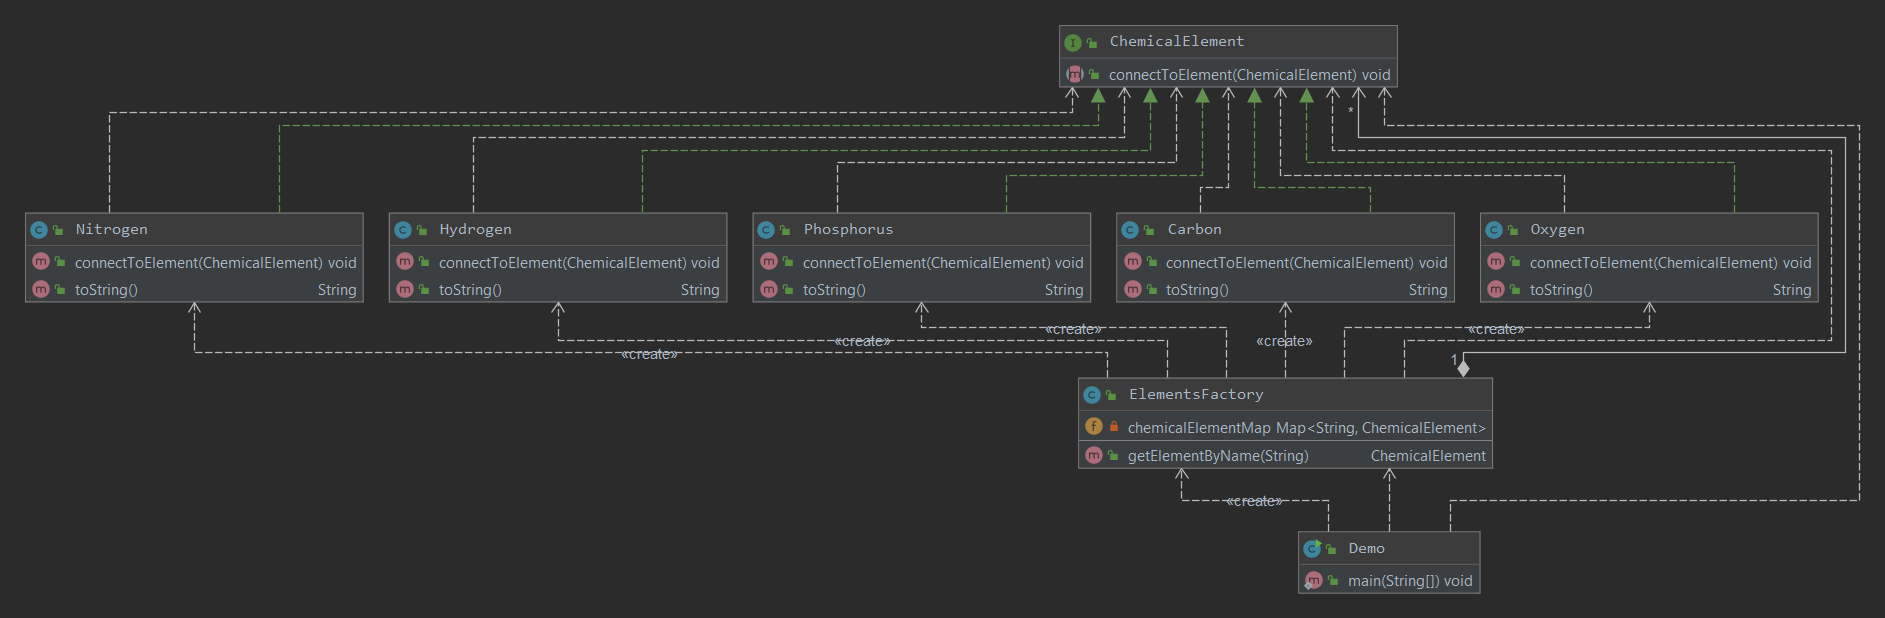 I ChemicalElement
m connectToElement(ChemicalElement) void
*
C Nitrogen
m connectToElement(ChemicalElement) void
m toString() String
C Hydrogen
m connectToElement(ChemicalElement) void
m toString() String
C Phosphorus
m connectToElement(ChemicalElement) void
m toString() String
C Carbon
m connectToElement(ChemicalElement) void
m toString() String
C Oxygen
m connectToElement(ChemicalElement) void
m toString() String
«create»
«create»
«create»
«create»
«create»
1
C ElementsFactory
f chemicalElementMap Map<String, ChemicalElement>
m getElementByName(String) ChemicalElement
«create»
C Demo
m main(String[]) void